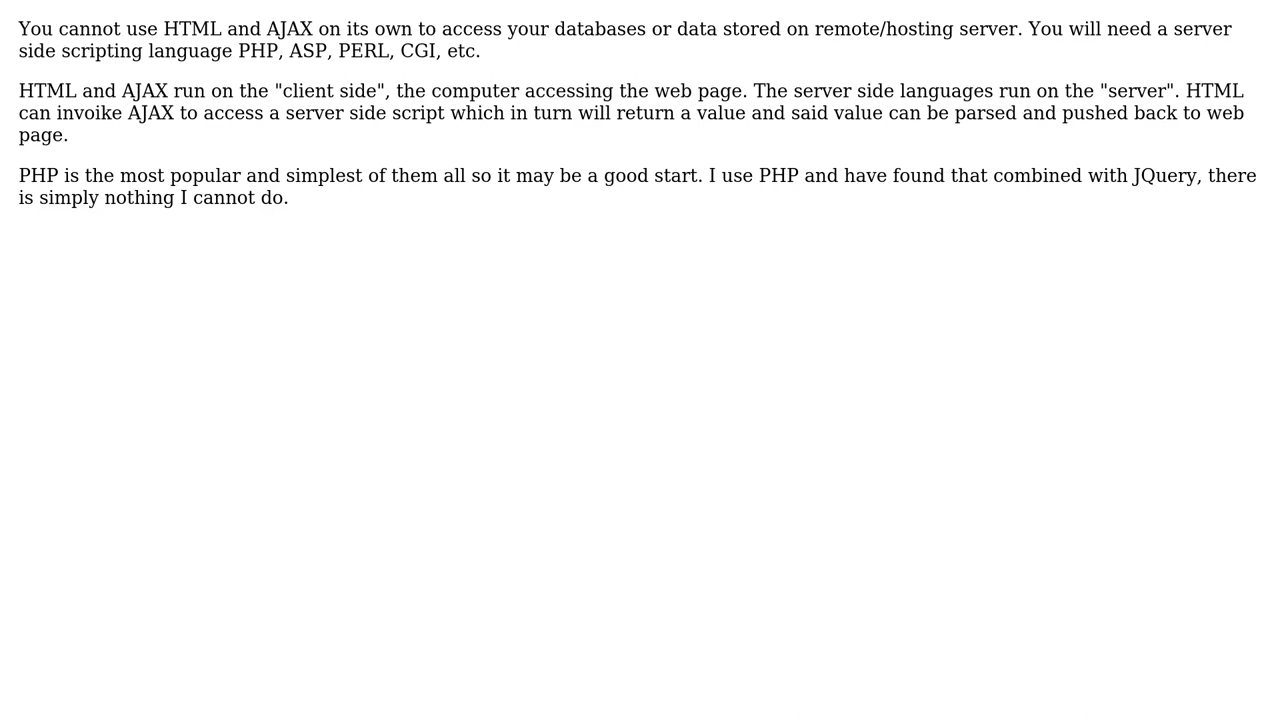 You cannot use HTML and AJAX on its own to access your databases or data stored on remote/hosting server. You will need a server
side scripting language PHP, ASP, PERL, CGI, etc.
HTML and AJAX run on the "client side", the computer accessing the web page. The server side languages run on the "server". HTML
can invoike AJAX to access a server side script which in turn will return a value and said value can be parsed and pushed back to web
page.
PHP is the most popular and simplest of them all so it may be a good start. I use PHP and have found that combined with JQuery, there
is simply nothing I cannot do.